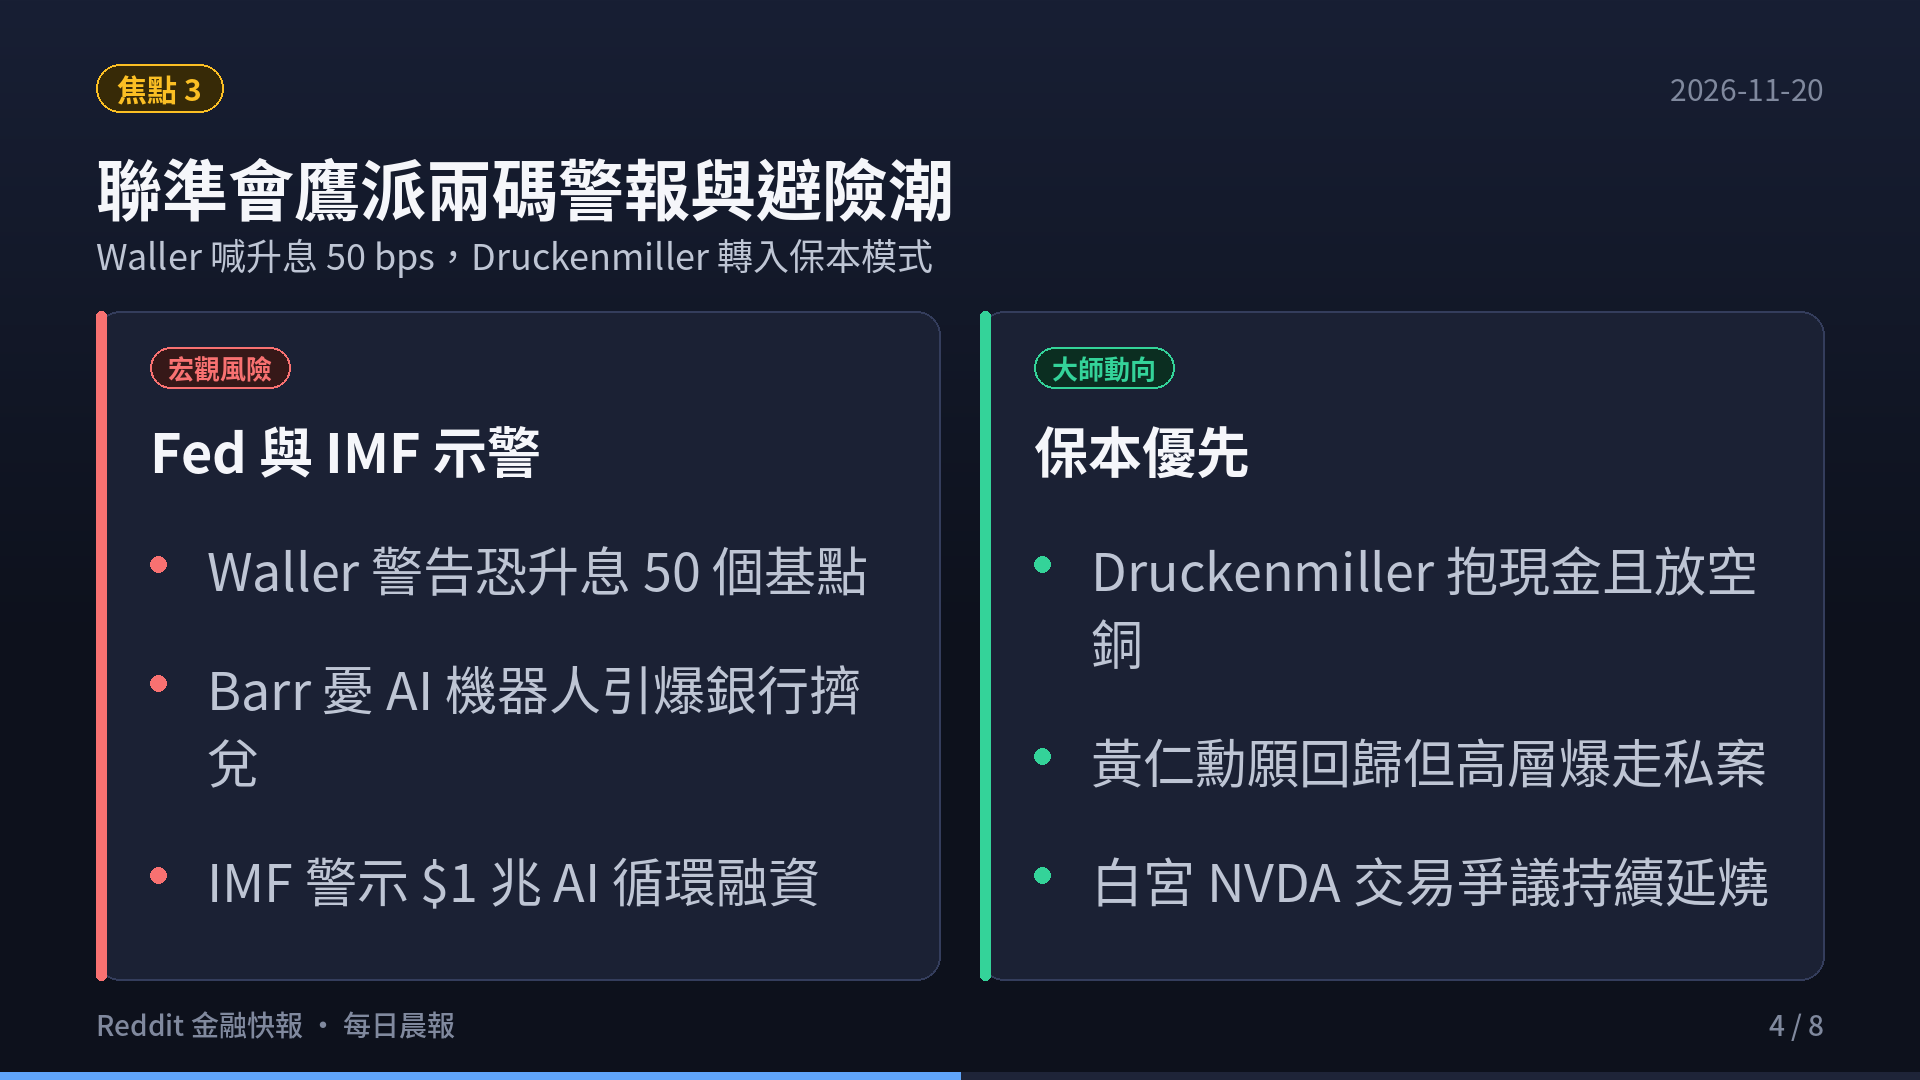 焦點 3
2026-11-20
聯準會鷹派兩碼警報與避險潮
Waller 喊升息 50 bps，Druckenmiller 轉入保本模式
宏觀風險
Fed 與 IMF 示警
Waller 警告恐升息 50 個基點
Barr 憂 AI 機器人引爆銀行擠
兌
IMF 警示 $1 兆 AI 循環融資
大師動向
保本優先
Druckenmiller 抱現金且放空
銅
黃仁勳願回歸但高層爆走私案
白宮 NVDA 交易爭議持續延燒
Reddit 金融快報 • 每日晨報
4 / 8